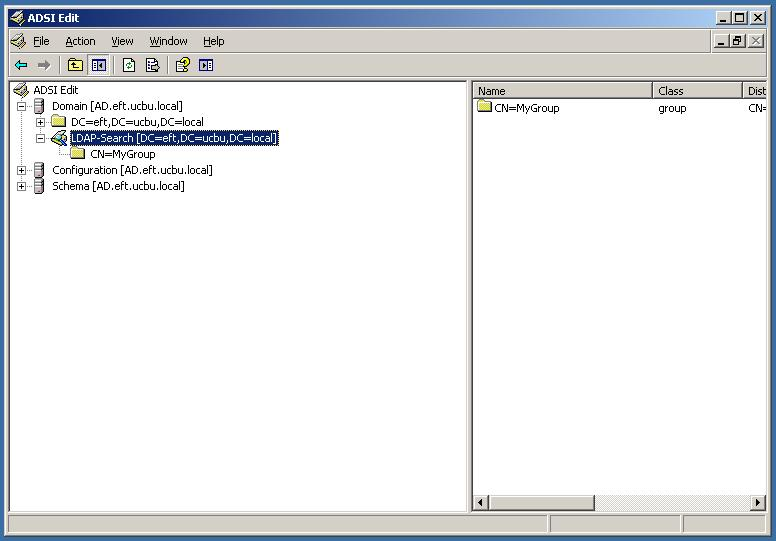 ADSI Edit
File Action View Window Help
ADSI Edit
Domain [AD.eft.ucbu.local]
DC=eft,DC=ucbu,DC=local
LDAP-Search [DC=eft,DC=ucbu,DC=local]
CN=MyGroup
Configuration [AD.eft.ucbu.local]
Schema [AD.eft.ucbu.local]
Name Class Dist
CN=MyGroup group CN=